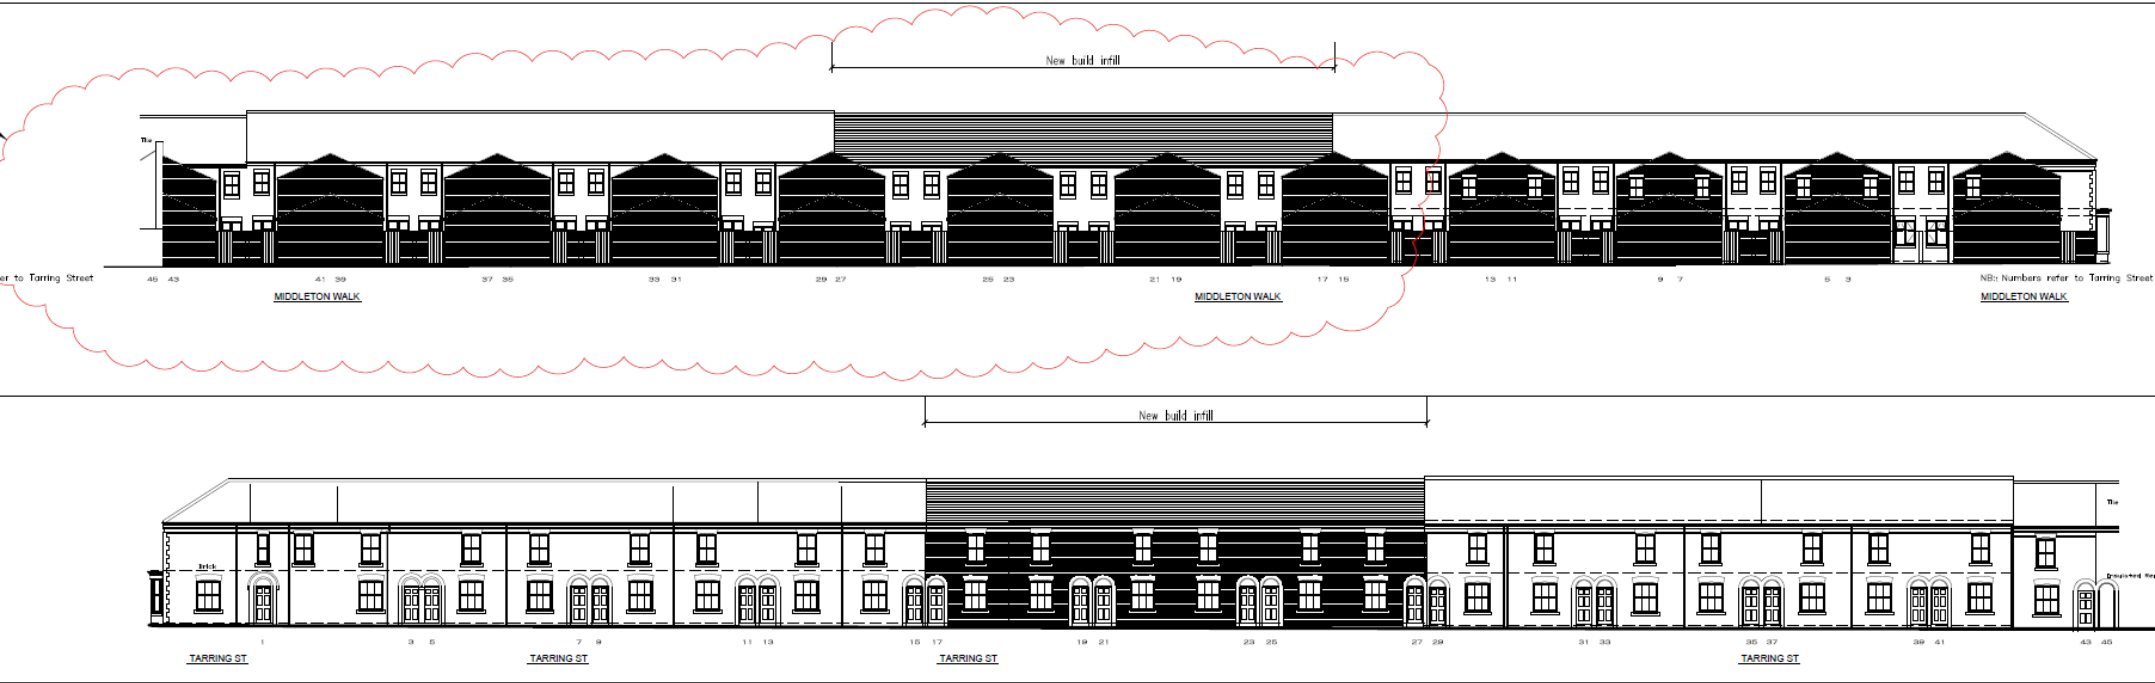 New build infill
Tile
er to Tarring Street
45 43 41 39 37 35 33 31 29 27 25 23 21 19 17 15 13 11 9 7 5 3
NB:: Numbers refer to Tarring Street
MIDDLETON WALK MIDDLETON WALK MIDDLETON WALK
New build infill
Brick
1 3 5 7 9 11 13 15 17 19 21 23 25 27 29 31 33 35 37 39 41 43 45
TARRING ST TARRING ST TARRING ST TARRING ST